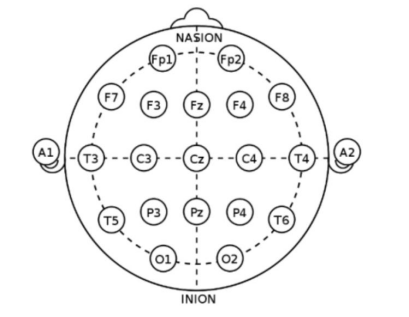 NASION
Fp1 Fp2
F7 F3 Fz F4 F8
A1 T3 C3 Cz C4 T4 A2
T5 P3 Pz P4 T6
O1 O2
INION